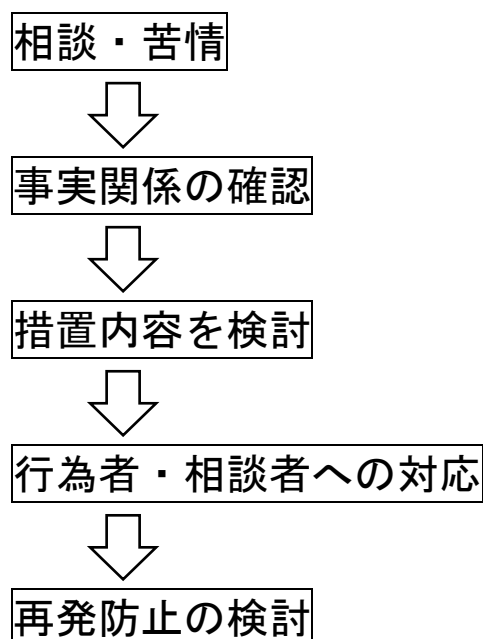 相談・苦情
事実関係の確認
措置内容を検討
行為者・相談者への対応
再発防止の検討